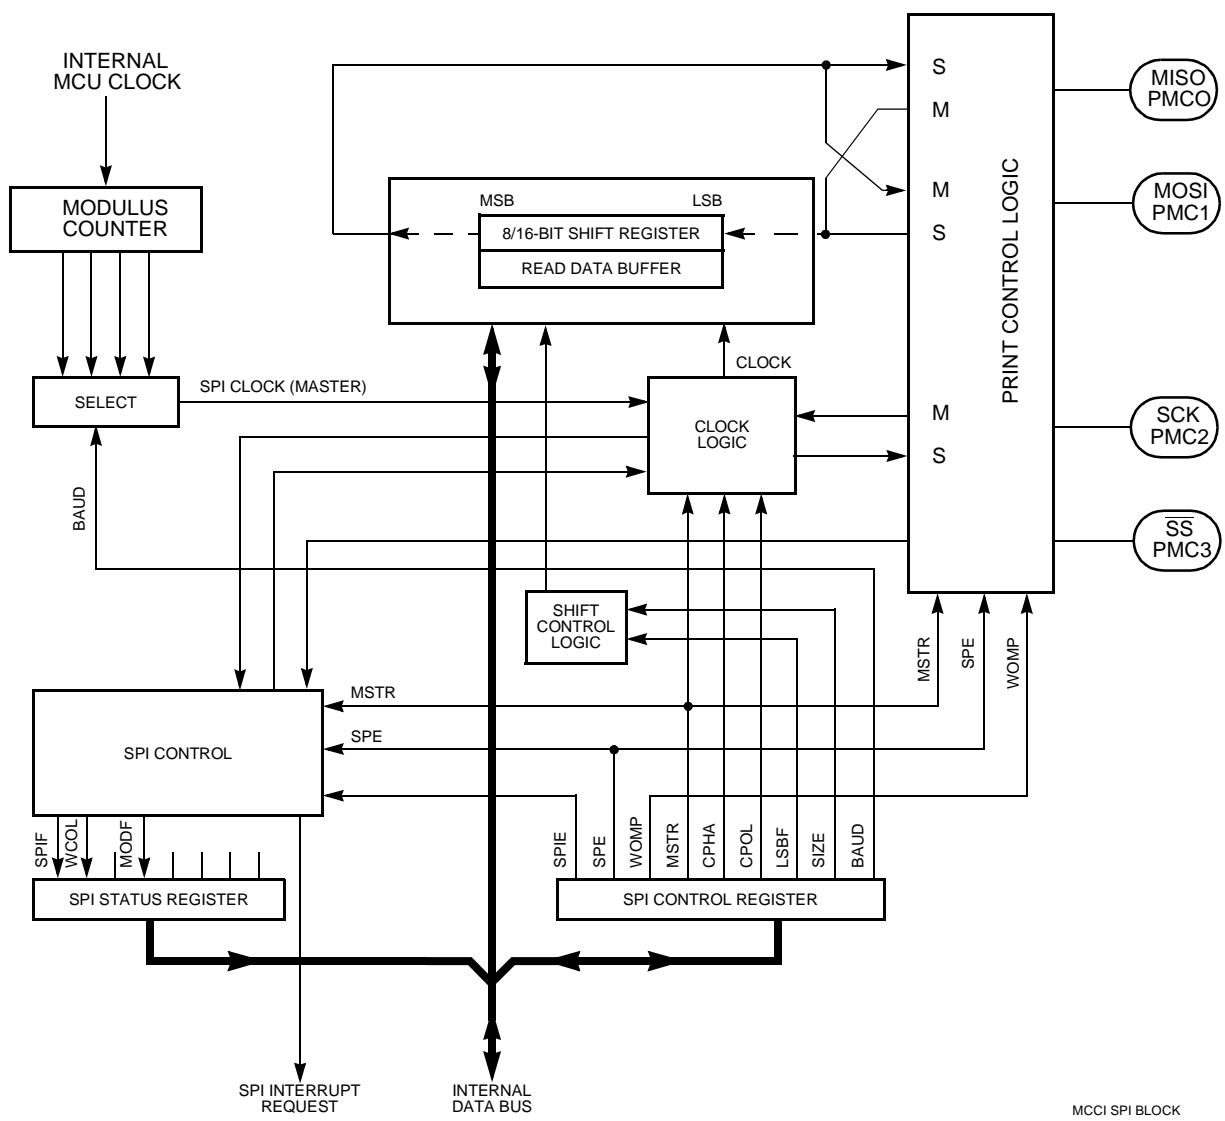 INTERNAL
MCU CLOCK
MODULUS
COUNTER
SELECT
BAUD
SPI CLOCK (MASTER)
MSB
LSB
8/16-BIT SHIFT REGISTER
READ DATA BUFFER
CLOCK
CLOCK
LOGIC
SHIFT
CONTROL
LOGIC
S
M
M
S
M
S
PRINT CONTROL LOGIC
MISO
PMCO
MOSI
PMC1
SCK
PMC2
SS
PMC3
MSTR
SPE
WOMP
MSTR
SPE
SPI CONTROL
SPIF
WCOL
MODF
SPI STATUS REGISTER
SPIE
SPE
WOMP
MSTR
CPHA
CPOL
LSBF
SIZE
BAUD
SPI CONTROL REGISTER
SPI INTERRUPT
REQUEST
INTERNAL
DATA BUS
MCCI SPI BLOCK